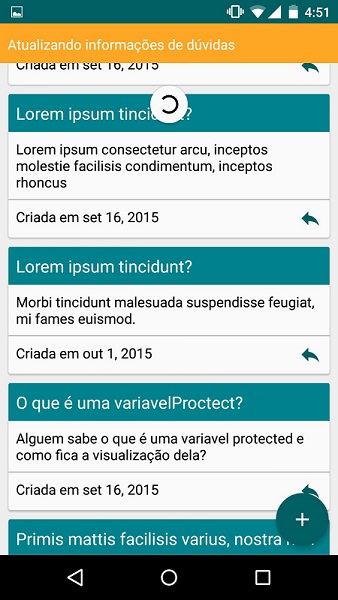 4:51
Atualizando informações de dúvidas
Criada em set 16, 2015
Lorem ipsum tincidunt?
Lorem ipsum consectetur arcu, inceptos
molestie facilisis condimentum, inceptos
rhoncus
Criada em set 16, 2015
Lorem ipsum tincidunt?
Morbi tincidunt malesuada suspendisse feugiat,
mi fames euismod.
Criada em out 1, 2015
O que é uma variavelProctect?
Alguem sabe o que é uma variavel protected e
como fica a visualização dela?
Criada em set 16, 2015
Primis mattis facilisis varius, nostra